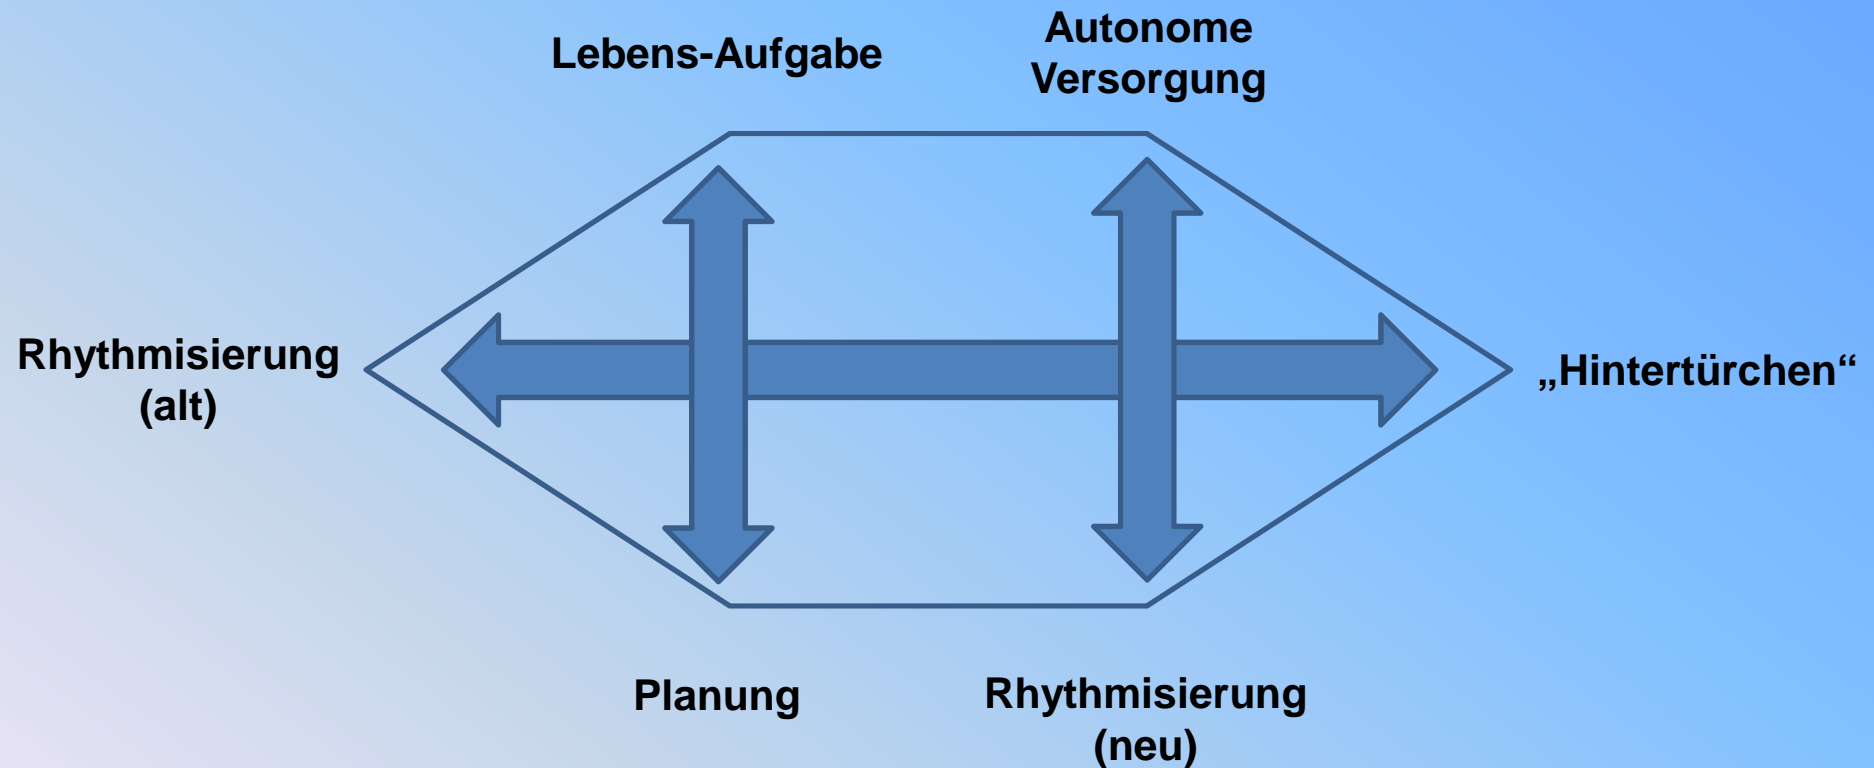 Lebens-Aufgabe
Autonome
Versorgung
Rhythmisierung
(alt)
„Hintertürchen“
Planung
Rhythmisierung
(neu)